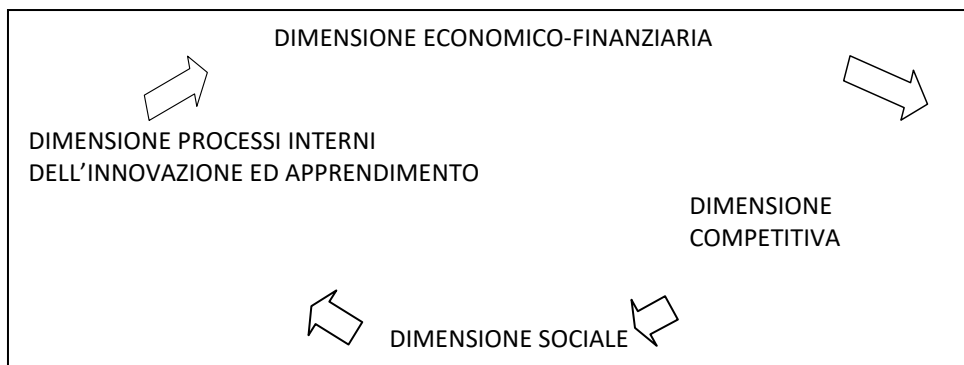 DIMENSIONE ECONOMICO-FINANZIARIA
DIMENSIONE PROCESSI INTERNI
DELL’INNOVAZIONE ED APPRENDIMENTO
DIMENSIONE
COMPETITIVA
DIMENSIONE SOCIALE